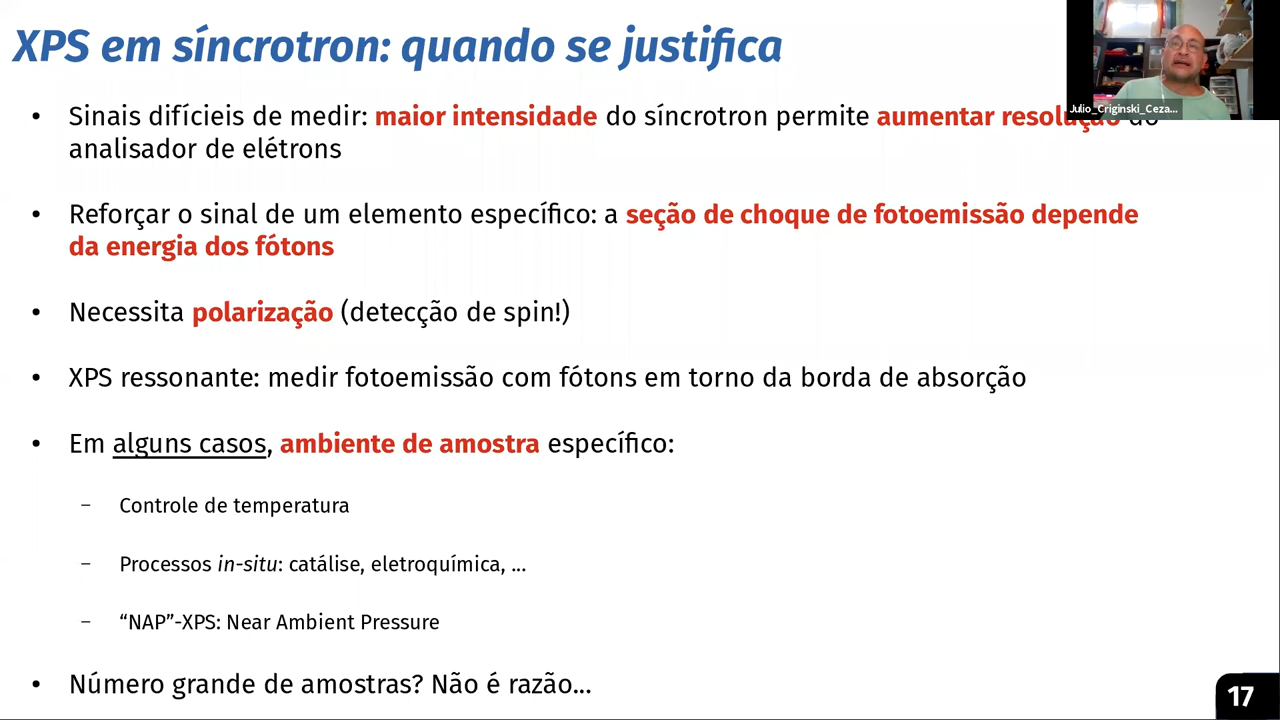 XPS em síncrotron: quando se justifica
Julio_Criginski_Ceza...
• Sinais difícieis de medir: maior intensidade do síncrotron permite aumentar resolução do
analisador de elétrons
• Reforçar o sinal de um elemento específico: a seção de choque de fotoemissão depende
da energia dos fótons
• Necessita polarização (detecção de spin!)
• XPS ressonante: medir fotoemissão com fótons em torno da borda de absorção
• Em alguns casos, ambiente de amostra específico:
– Controle de temperatura
– Processos in-situ: catálise, eletroquímica, ...
– “NAP”-XPS: Near Ambient Pressure
• Número grande de amostras? Não é razão...
17